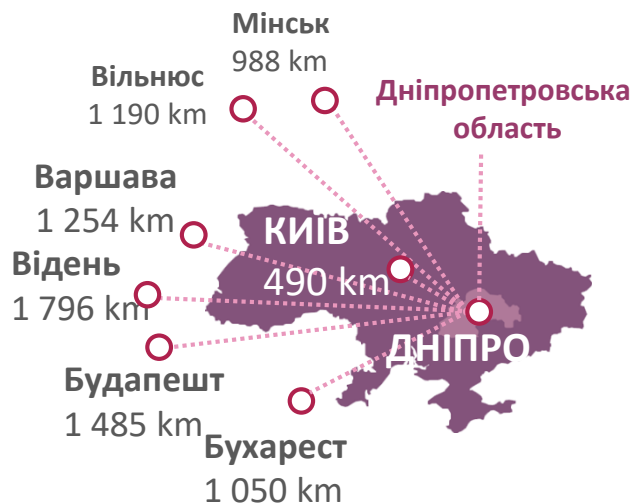 Мінськ
988 km
Вільнюс
1 190 km
Дніпропетровська
область
Варшава
1 254 km
КИЇВ
490 km
Відень
1 796 km
ДНІПРО
Будапешт
1 485 km
Бухарест
1 050 km